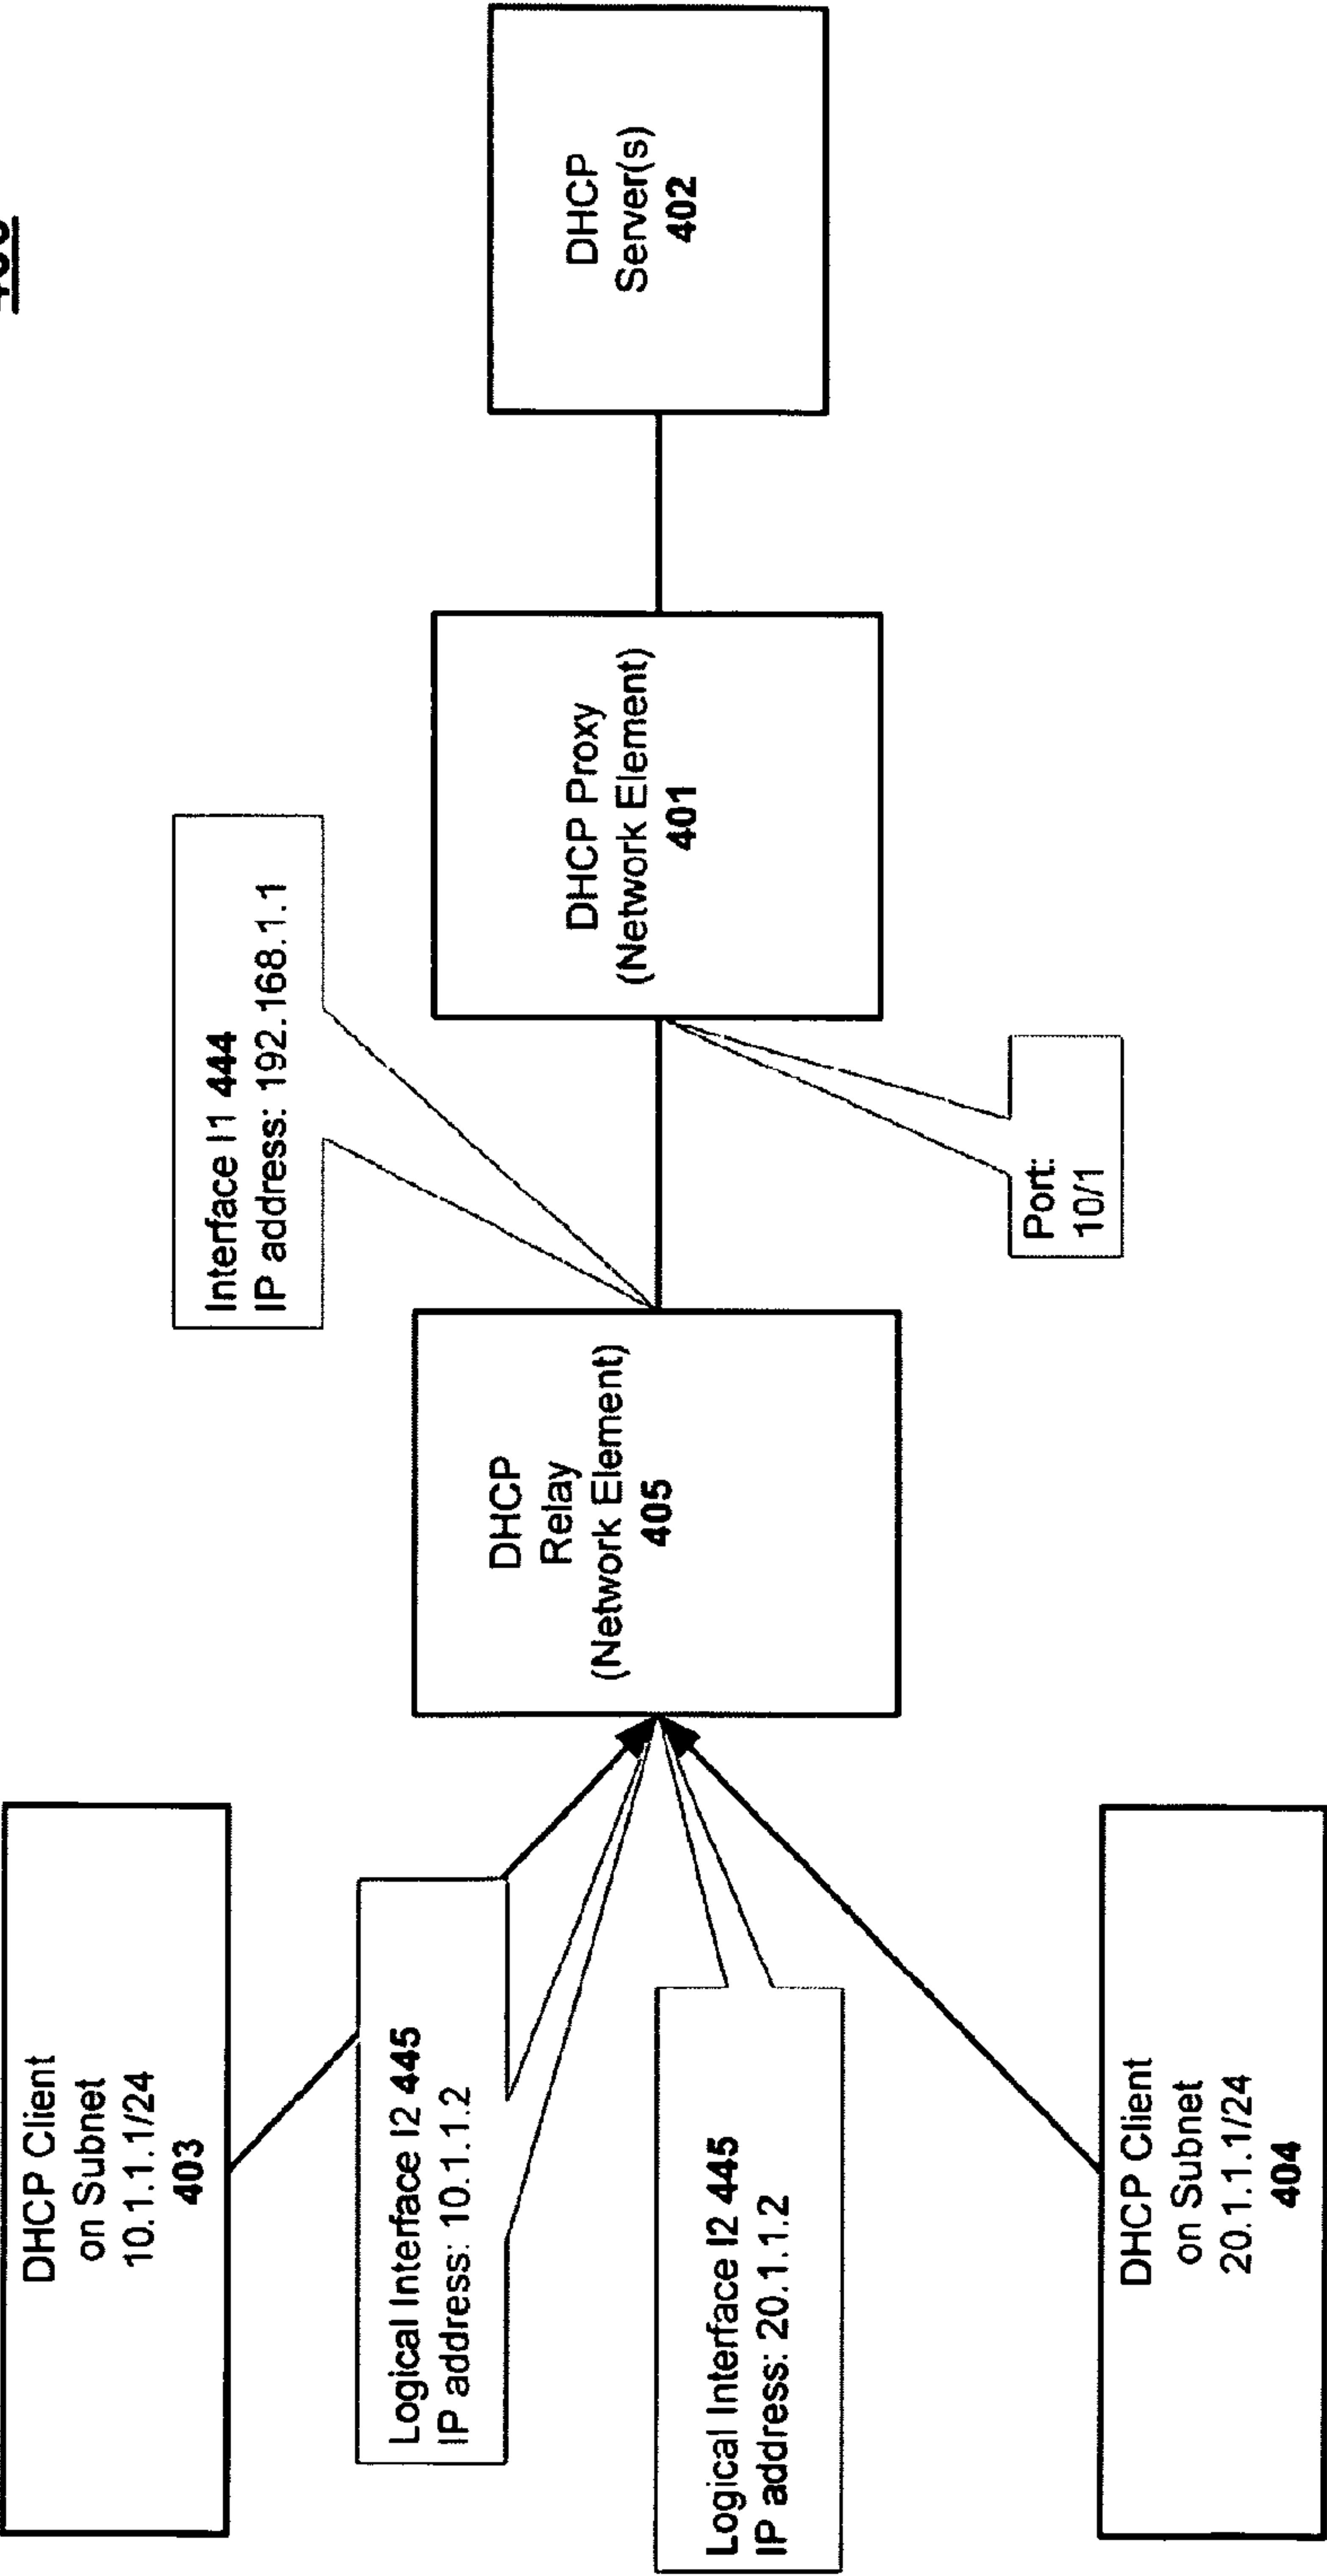 DHCP Client
on Subnet
10.1.1.1/24
403
Logical Interface I2 445
IP address: 10.1.1.2
Logical Interface I2 445
IP address: 20.1.1.2
DHCP Client
on Subnet
20.1.1.1/24
404
DHCP
Relay
(Network Element)
405
Interface I1 444
IP address: 192.168.1.1
Port:
10/1
DHCP Proxy
(Network Element)
401
DHCP
Server(s)
402